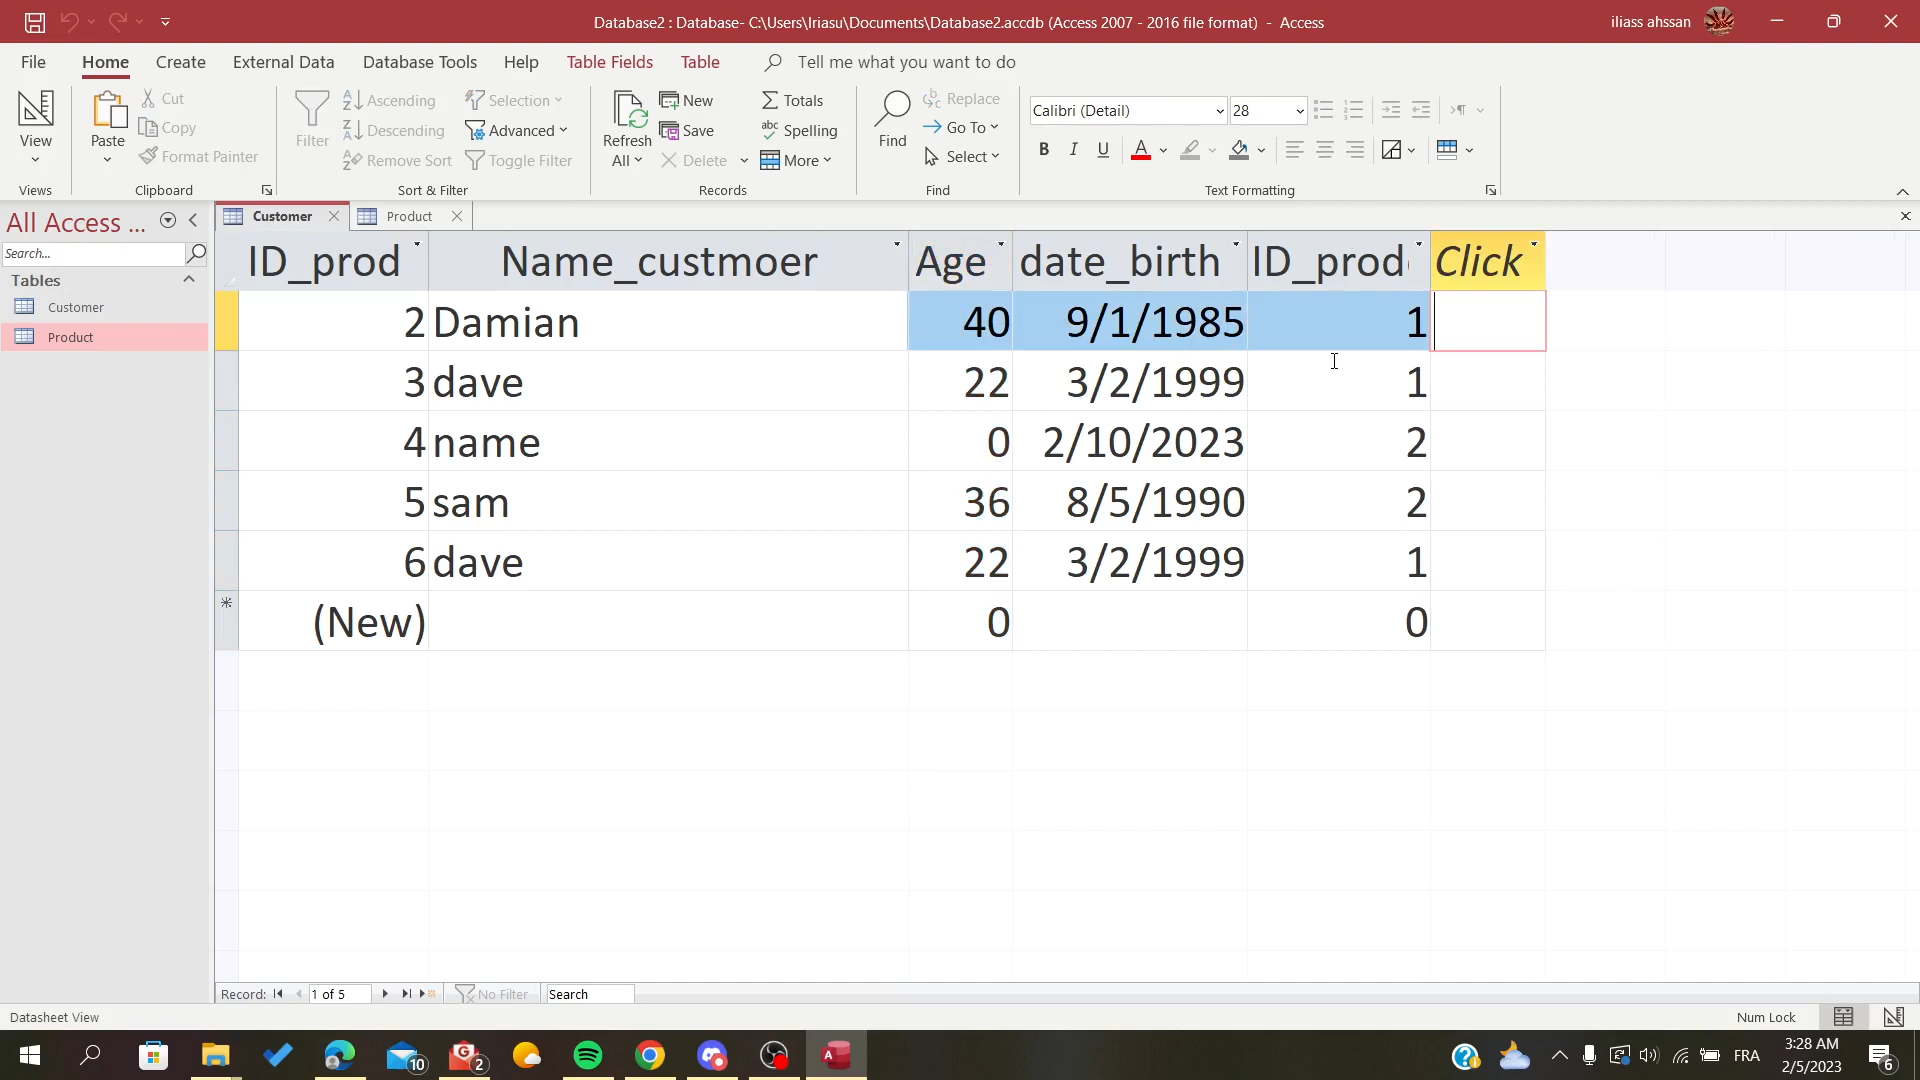 Database2 : Database- C:\Users\Iriasu\Documents\Database2.accdb (Access 2007 - 2016 file format) - Access
iliass ahssan
File Home Create External Data Database Tools Help Table Fields Table Tell me what you want to do
View
Views
Paste
Cut
Copy
Format Painter
Clipboard
Filter
Ascending
Descending
Remove Sort
Selection
Advanced
Toggle Filter
Sort & Filter
Refresh All
New
Save
Delete
Totals
Spelling
More
Records
Find
Replace
Go To
Select
Find
Calibri (Detail) 28
B I U A
Text Formatting
All Access ...
Search...
Tables
Customer
Product
Customer Product
ID_prod Name_custmoer Age date_birth ID_prod Click
2 Damian 40 9/1/1985 1
3 dave 22 3/2/1999 1
4 name 0 2/10/2023 2
5 sam 36 8/5/1990 2
6 dave 22 3/2/1999 1
(New) 0 0
Record: 1 of 5 No Filter Search
Datasheet View Num Lock
10 2 FRA
3:28 AM
2/5/2023
6